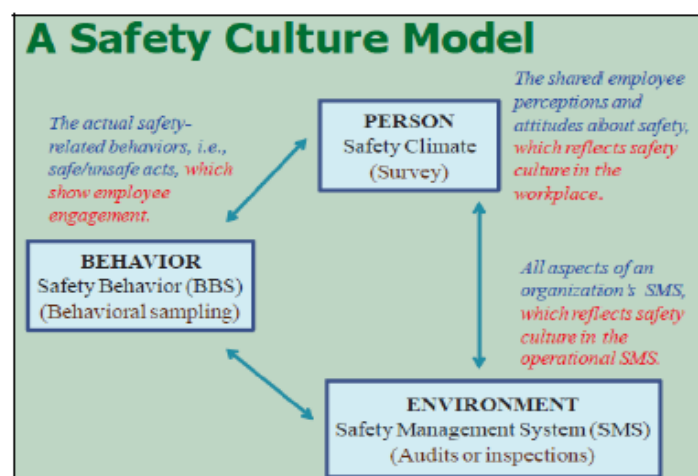 A Safety Culture Model
The actual safety-
related behaviors, i.e.,
safe/unsafe acts, which
show employee
engagement.
PERSON
Safety Climate
(Survey)
The shared employee
perceptions and
attitudes about safety,
which reflects safety
culture in the
workplace.
BEHAVIOR
Safety Behavior (BBS)
(Behavioral sampling)
All aspects of an
organization's SMS,
which reflects safety
culture in the
operational SMS.
ENVIRONMENT
Safety Management System (SMS)
(Audits or inspections)